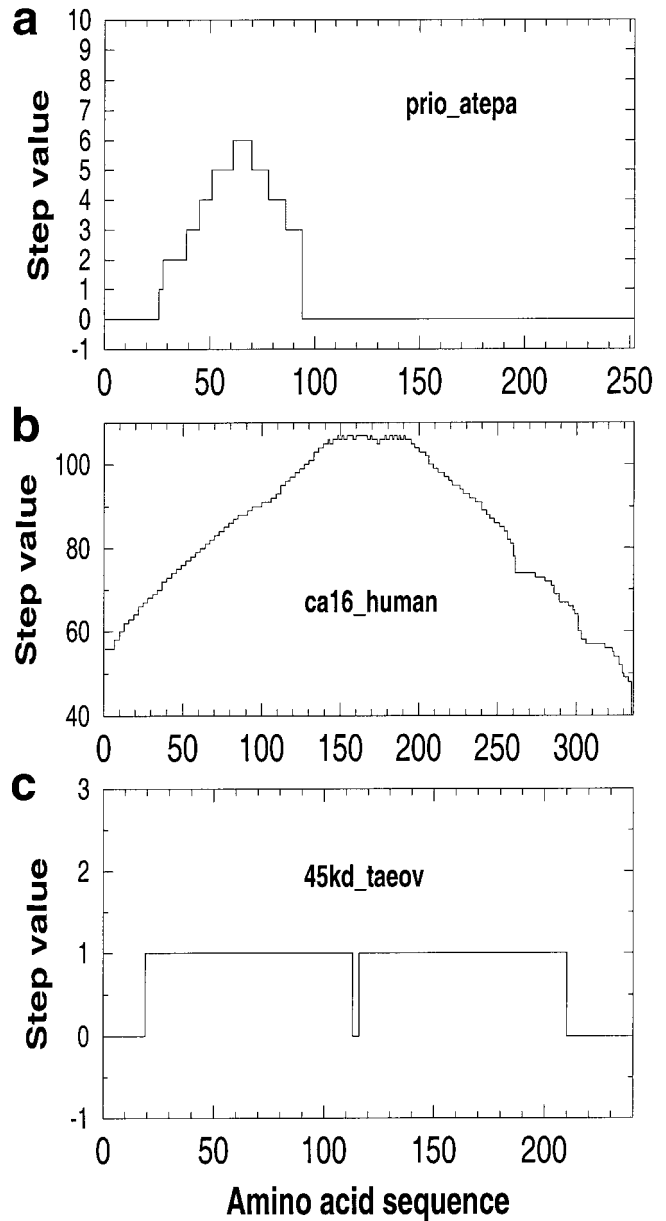 a
10
9
8
7
6
5
4
3
2
1
0
-1
Step value
prio_atepa
0 50 100 150 200 250
b
100
80
60
40
Step value
ca16_human
0 50 100 150 200 250 300
c
3
2
1
0
-1
Step value
45kd_taeov
0 50 100 150 200
Amino acid sequence